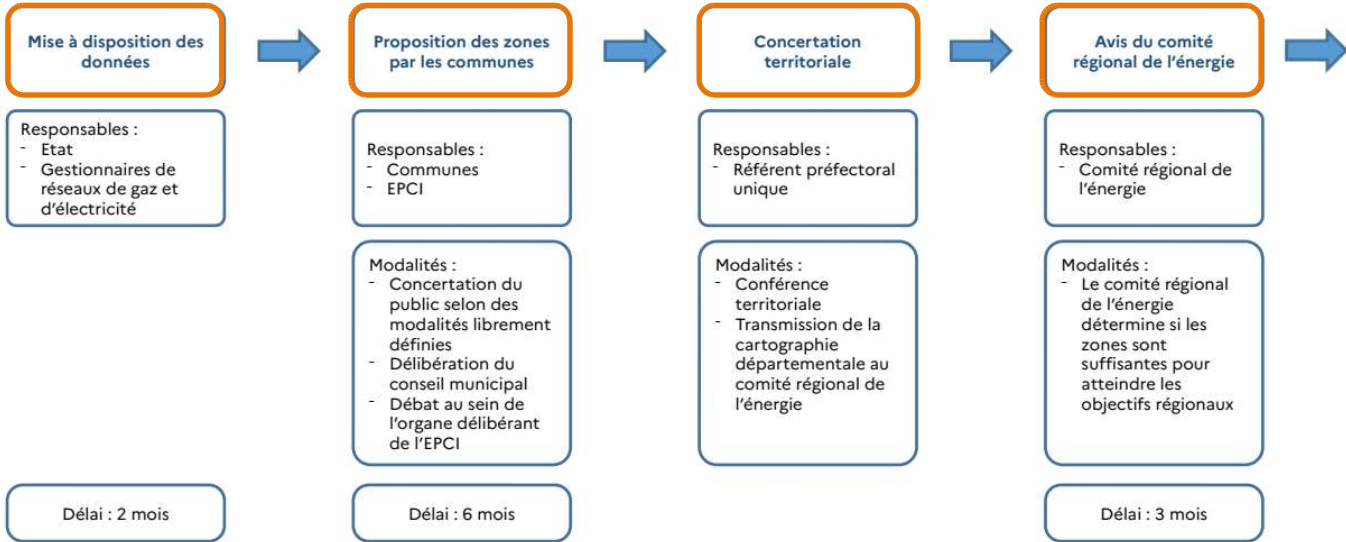 Mise à disposition des
données
Proposition des zones
par les communes
Concertation
territoriale
Avis du comité
régional de l'énergie
Responsables :
- Etat
- Gestionnaires de
réseaux de gaz et
d'électricité
Responsables :
- Communes
- EPCI
Responsables :
- Référent préfectoral
unique
Responsables :
- Comité régional de
l'énergie
Modalités :
- Concertation du
public selon des
modalités librement
définies
- Délibération du
conseil municipal
- Débat au sein de
l'organe délibérant
de l'EPCI
Modalités :
- Conférence
territoriale
- Transmission de la
cartographie
départementale au
comité régional de
l'énergie
Modalités :
- Le comité régional
de l'énergie
détermine si les
zones sont
suffisantes pour
atteindre les
objectifs régionaux
Délai : 2 mois
Délai : 6 mois
Délai : 3 mois